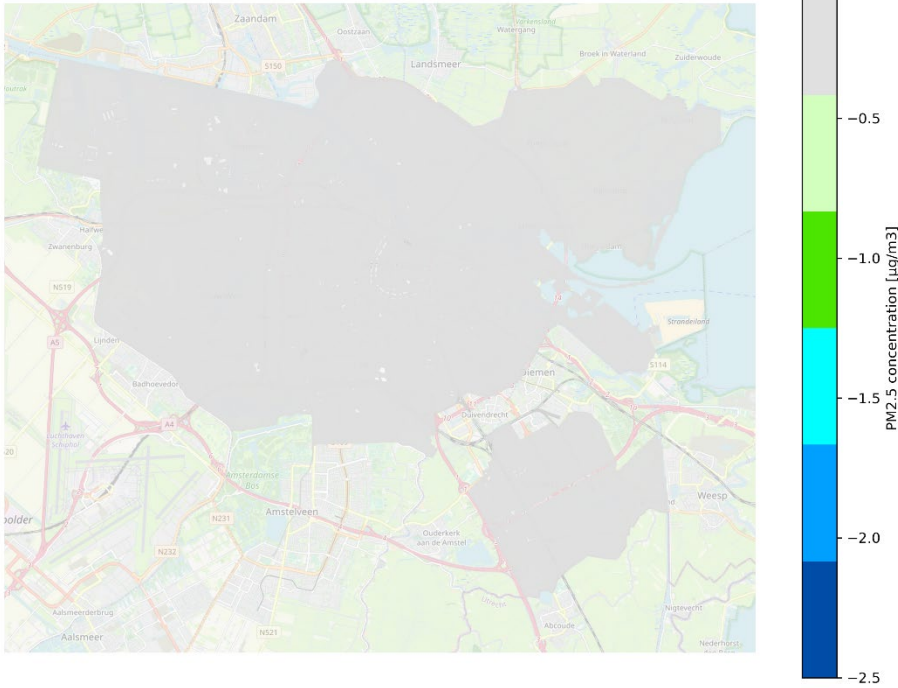 Zaandam
Oostzaan
Watergang
S150
Landsmeer
Broek in Waterland
Zuiderwoude
Zwanenburg
N519
Lijnden
A5
Badhoevedorp
A4
Strandeiland
S114
Diemen
Duivendrecht
Amsterdamse
Bos
Amstelveen
N231
N232
Weesp
Ouderkerk
aan de Amstel
Aalsmeerderbrug
Aalsmeer
N521
Abcoude
Nigtevecht
Nederhorst
−0.5
−1.0
−1.5
−2.0
−2.5
PM2.5 concentration [μg/m3]